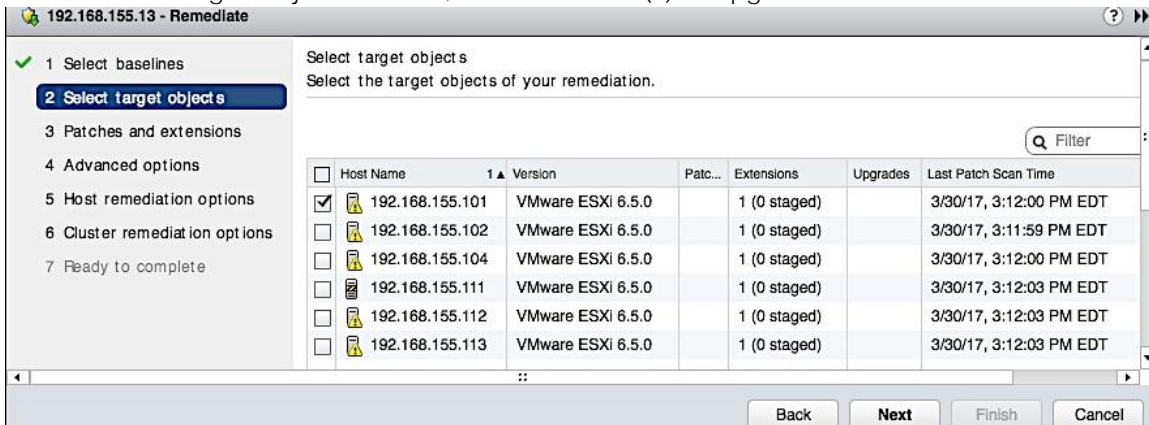 192.168.155.13 - Remediate
1 Select baselines
2 Select target objects
3 Patches and extensions
4 Advanced options
5 Host remediation options
6 Cluster remediation options
7 Ready to complete
Select target objects
Select the target objects of your remediation.
Filter
Host Name 1 Version Patc... Extensions Upgrades Last Patch Scan Time
192.168.155.101 VMware ESXi 6.5.0 1 (0 staged) 3/30/17, 3:12:00 PM EDT
192.168.155.102 VMware ESXi 6.5.0 1 (0 staged) 3/30/17, 3:11:59 PM EDT
192.168.155.104 VMware ESXi 6.5.0 1 (0 staged) 3/30/17, 3:12:00 PM EDT
192.168.155.111 VMware ESXi 6.5.0 1 (0 staged) 3/30/17, 3:12:03 PM EDT
192.168.155.112 VMware ESXi 6.5.0 1 (0 staged) 3/30/17, 3:12:03 PM EDT
192.168.155.113 VMware ESXi 6.5.0 1 (0 staged) 3/30/17, 3:12:03 PM EDT
Back Next Finish Cancel